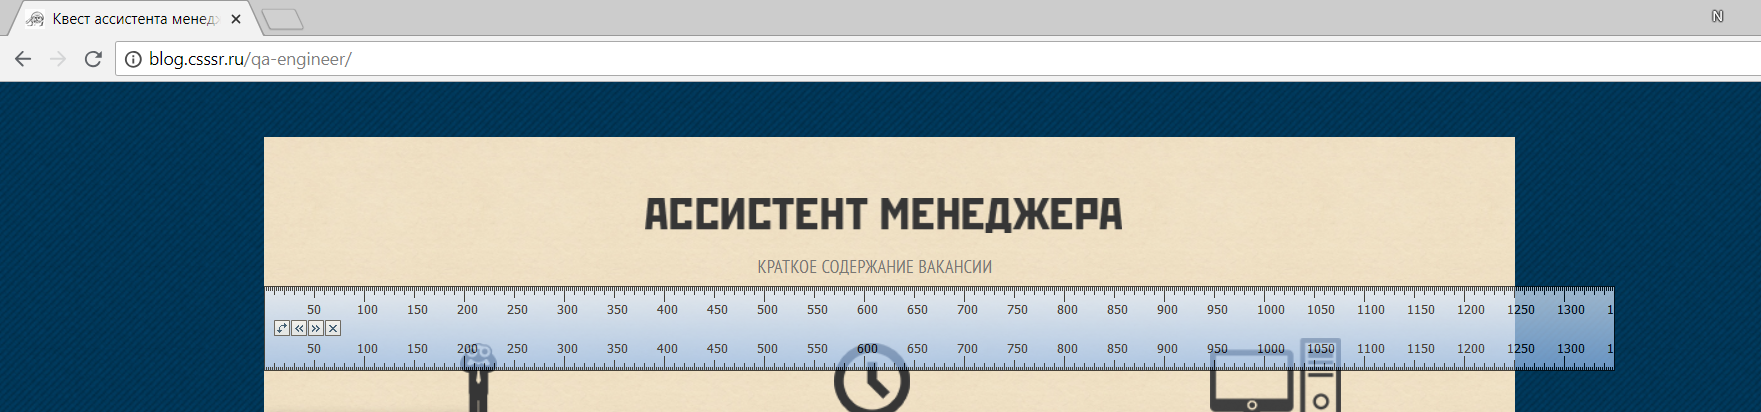 Квест ассистента менед
N
blog.csssr.ru/qa-engineer/
АССИСТЕНТ МЕНЕДЖЕРА
КРАТКОЕ СОДЕРЖАНИЕ ВАКАНСИИ
50 100 150 200 250 300 350 400 450 500 550 600 650 700 750 800 850 900 950 1000 1050 1100 1150 1200 1250 1300
50 100 150 200 250 300 350 400 450 500 550 600 650 700 750 800 850 900 950 1000 1050 1100 1150 1200 1250 1300